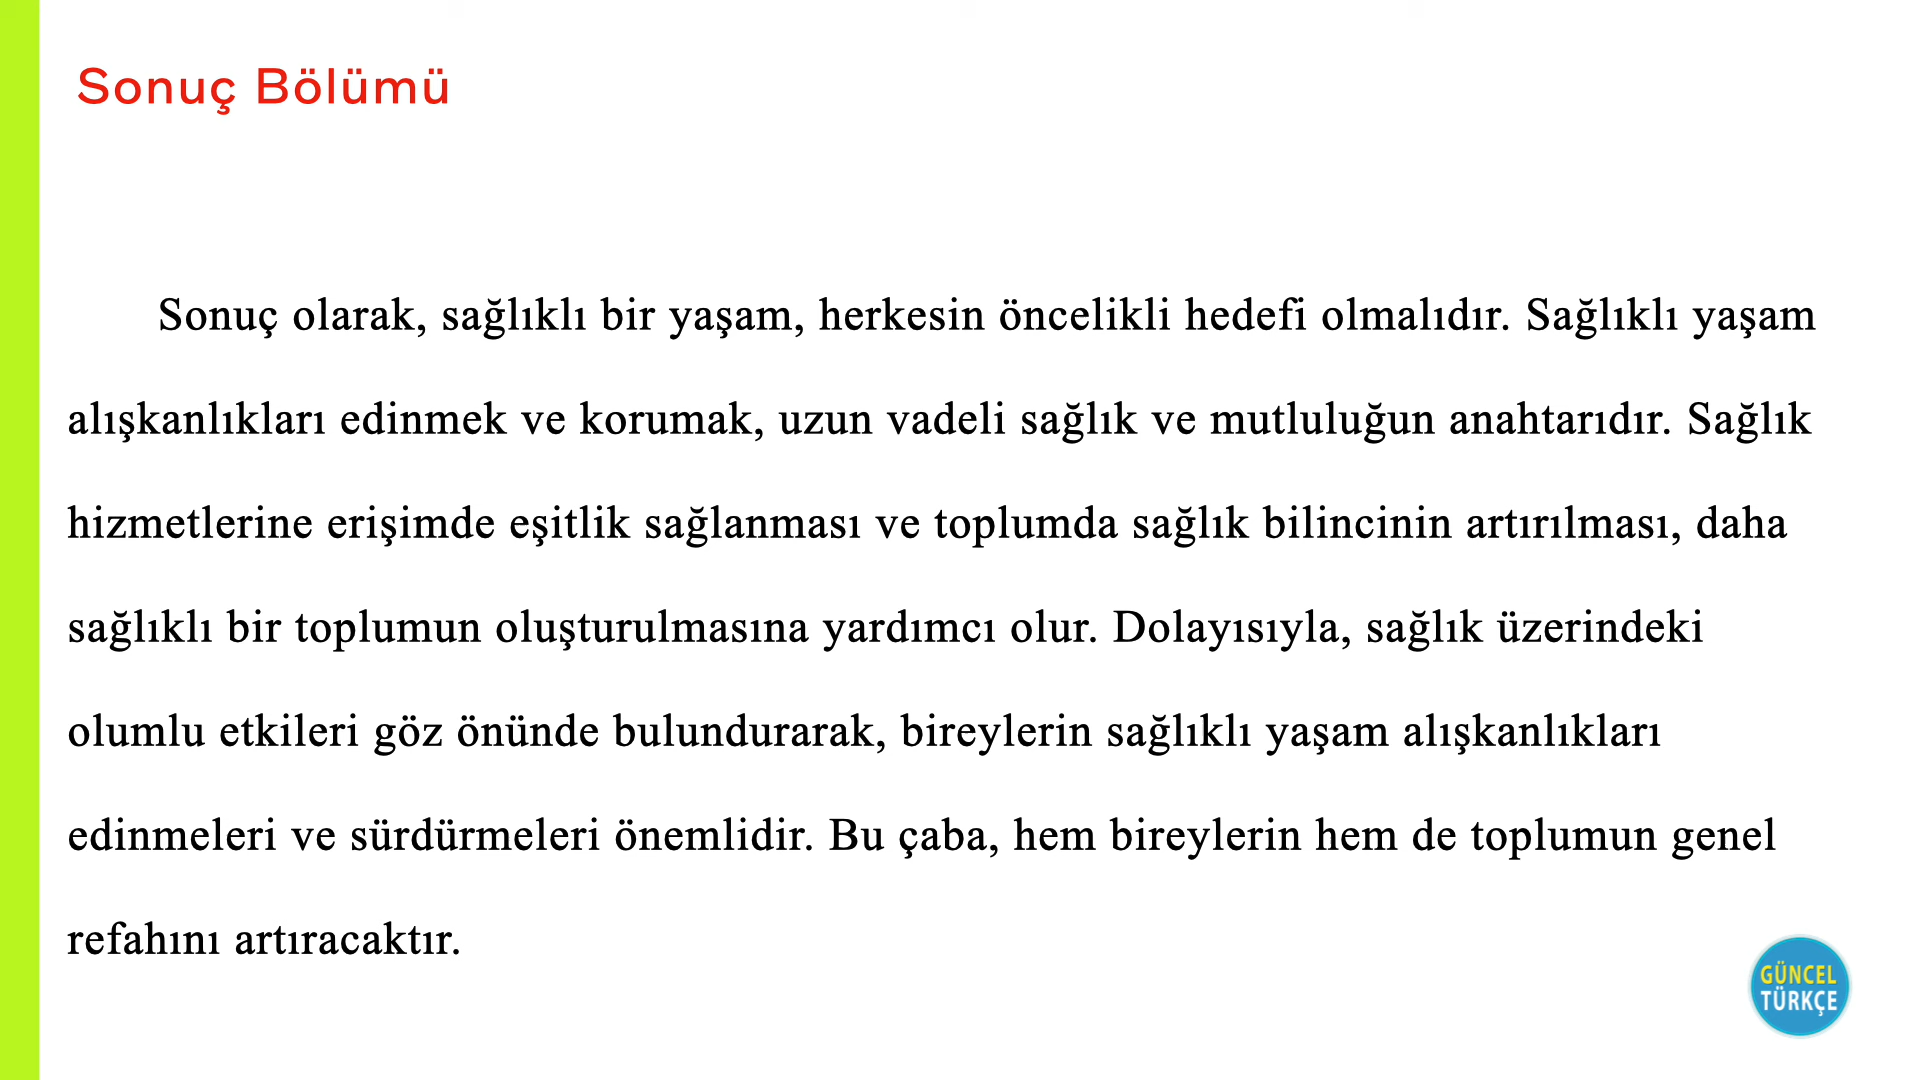 Sonuç Bölümü
Sonuç olarak, sağlıklı bir yaşam, herkesin öncelikli hedefi olmalıdır. Sağlıklı yaşam
alışkanlıkları edinmek ve korumak, uzun vadeli sağlık ve mutluluğun anahtarıdır. Sağlık
hizmetlerine erişimde eşitlik sağlanması ve toplumda sağlık bilincinin artırılması, daha
sağlıklı bir toplumun oluşturulmasına yardımcı olur. Dolayısıyla, sağlık üzerindeki
olumlu etkileri göz önünde bulundurarak, bireylerin sağlıklı yaşam alışkanlıkları
edinmeleri ve sürdürmeleri önemlidir. Bu çaba, hem bireylerin hem de toplumun genel
refahını artıracaktır.
GÜNCEL
TÜRKÇE